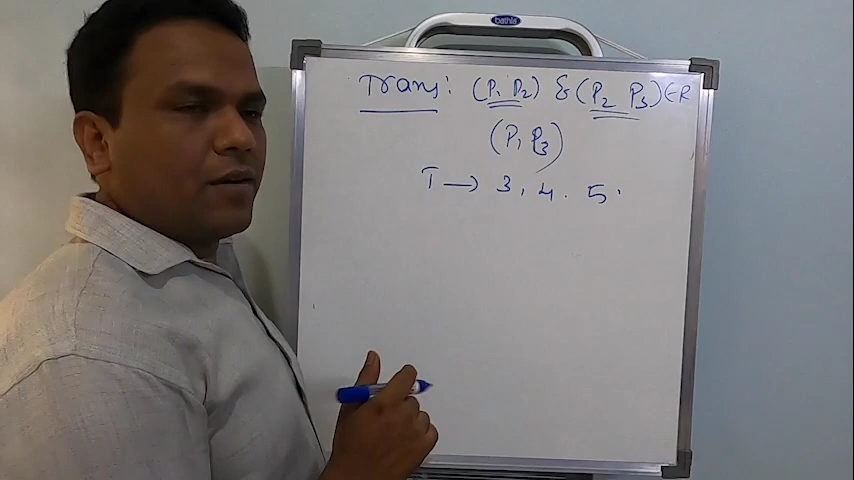 bathla
Trans: (P1 P2) & (P2 P3) ∈ R
(P1 P3)
T → 3, 4. 5.